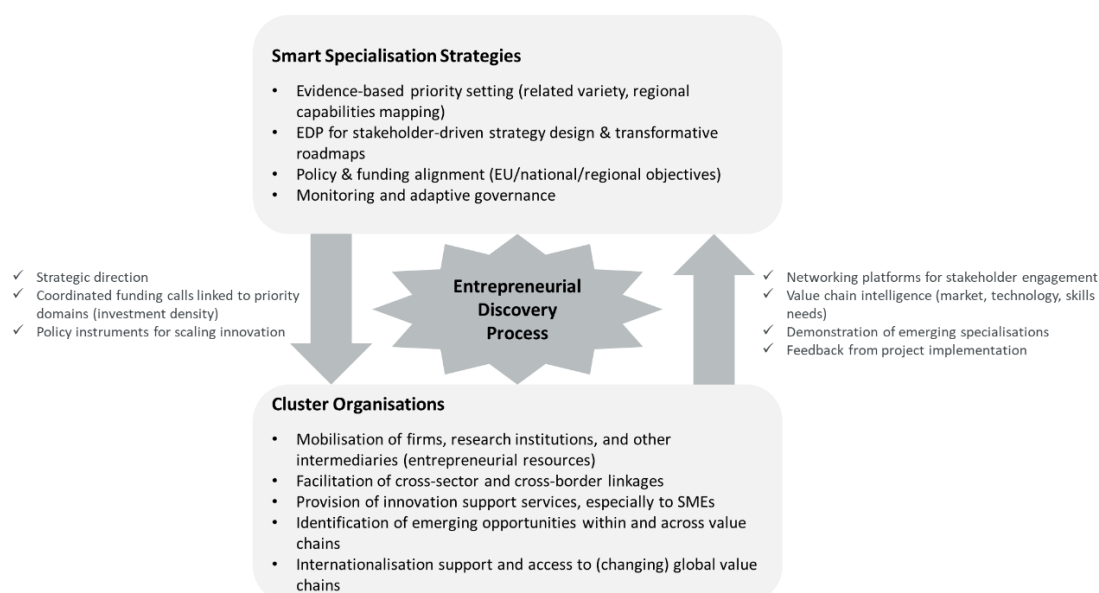 Smart Specialisation Strategies
• Evidence-based priority setting (related variety, regional
capabilities mapping)
• EDP for stakeholder-driven strategy design & transformative
roadmaps
• Policy & funding alignment (EU/national/regional objectives)
• Monitoring and adaptive governance
✓ Strategic direction
✓ Coordinated funding calls linked to priority
domains (investment density)
✓ Policy instruments for scaling innovation
Entrepreneurial
Discovery
Process
✓ Networking platforms for stakeholder engagement
✓ Value chain intelligence (market, technology, skills
needs)
✓ Demonstration of emerging specialisations
✓ Feedback from project implementation
Cluster Organisations
• Mobilisation of firms, research institutions, and other
intermediaries (entrepreneurial resources)
• Facilitation of cross-sector and cross-border linkages
• Provision of innovation support services, especially to SMEs
• Identification of emerging opportunities within and across value
chains
• Internationalisation support and access to (changing) global value
chains